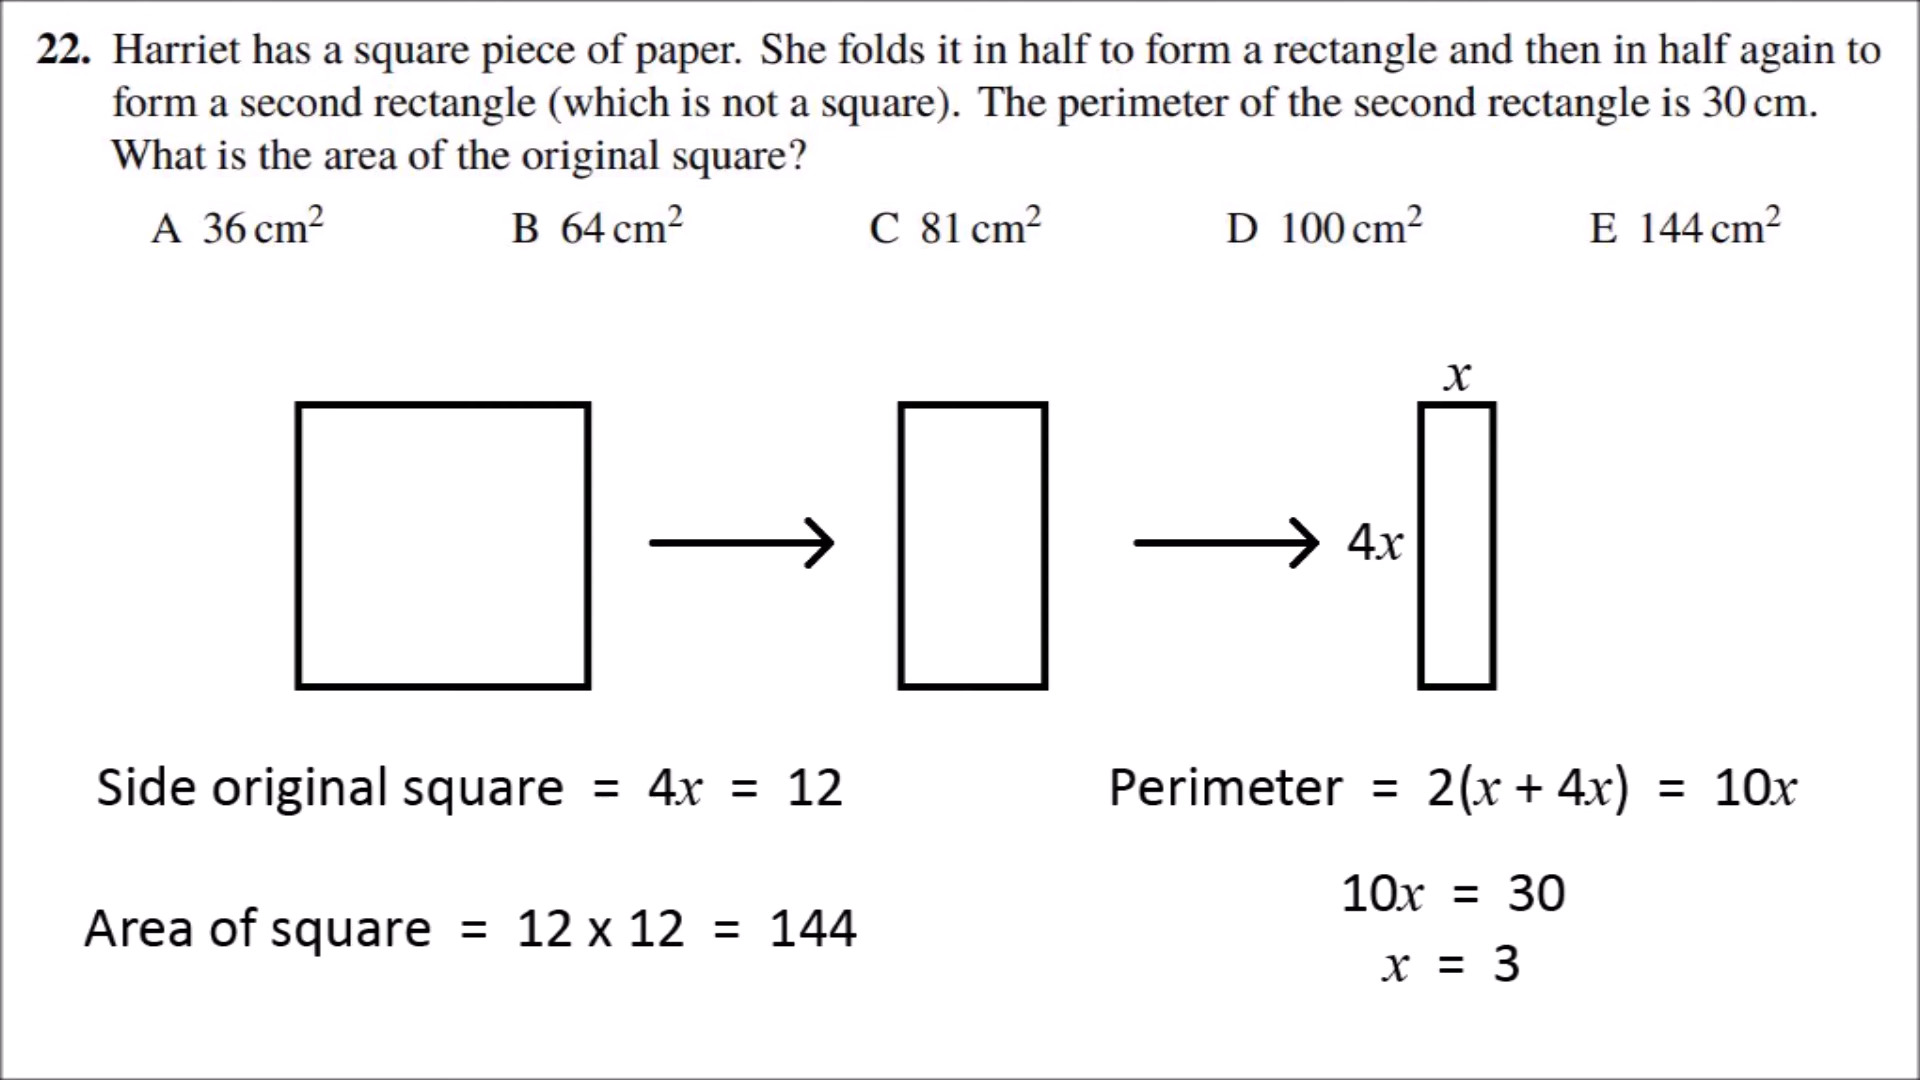 22. Harriet has a square piece of paper. She folds it in half to form a rectangle and then in half again to
form a second rectangle (which is not a square). The perimeter of the second rectangle is 30 cm.
What is the area of the original square?
A 36 cm² B 64 cm² C 81 cm² D 100 cm² E 144 cm²
x
4x
Side original square = 4x = 12
Perimeter = 2(x + 4x) = 10x
10x = 30
Area of square = 12 x 12 = 144
x = 3